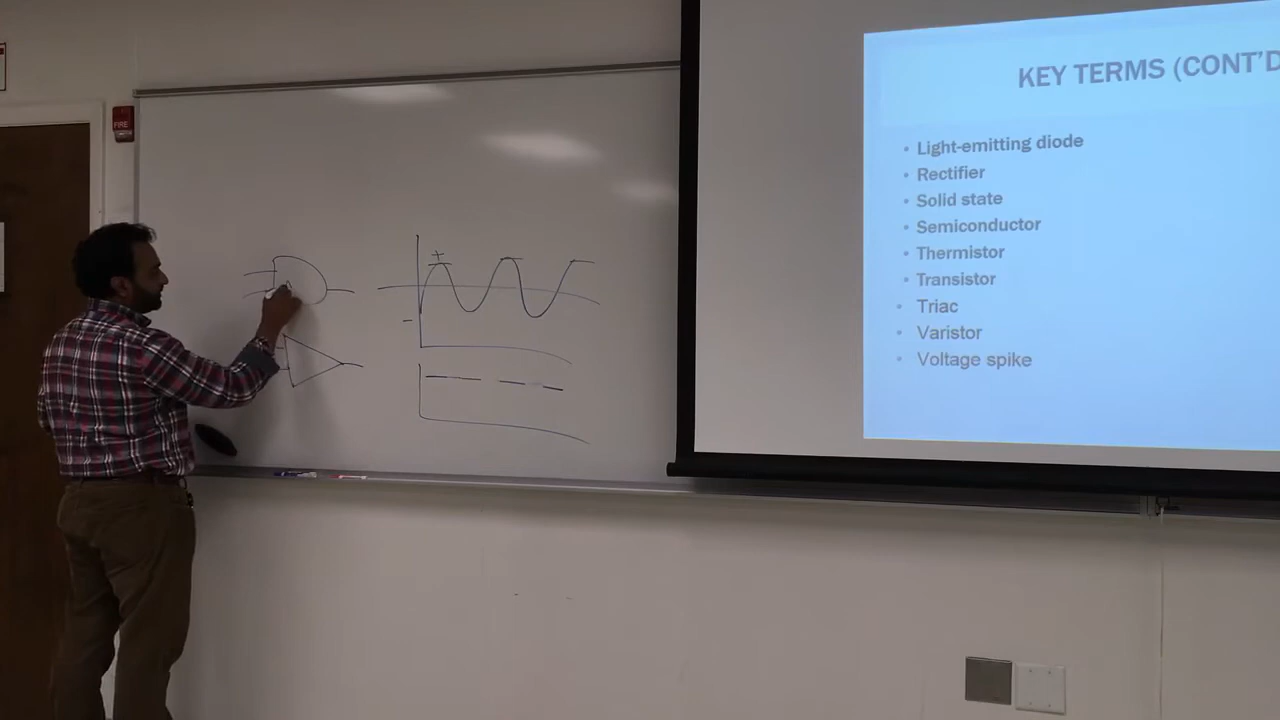 FIRE
+
−
KEY TERMS (CONT'D
• Light-emitting diode
• Rectifier
• Solid state
• Semiconductor
• Thermistor
• Transistor
• Triac
• Varistor
• Voltage spike